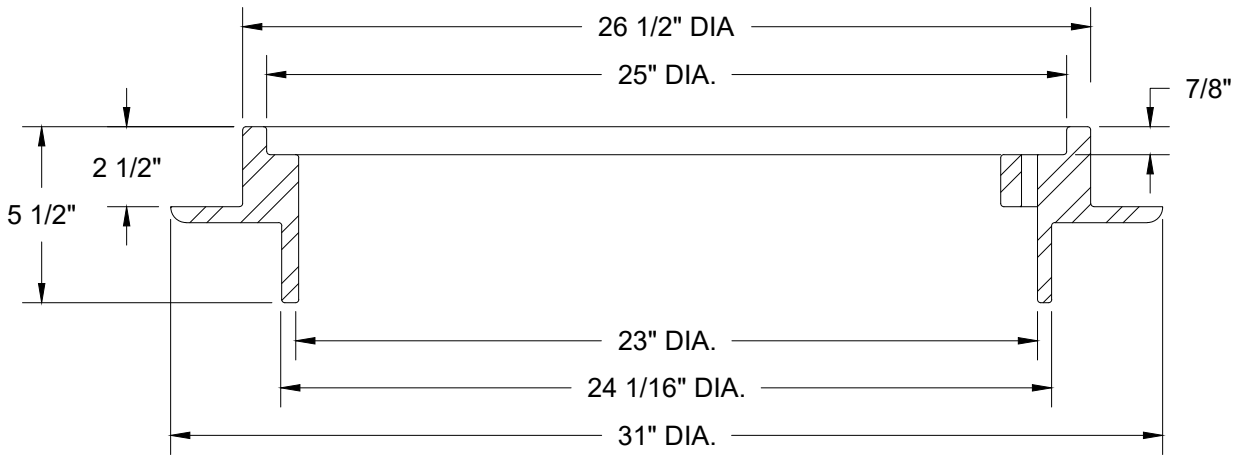 26 1/2" DIA
25" DIA.
7/8"
2 1/2"
5 1/2"
23" DIA.
24 1/16" DIA.
31" DIA.